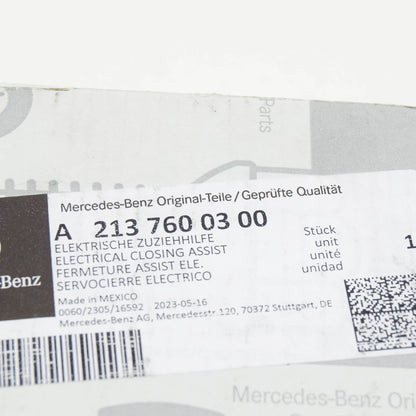 Parts
Mercedes-Benz Original-Teile / Geprüfte Qualität
A 213 760 03 00
ELEKTRISCHE ZUZIEHHILFE
ELECTRICAL CLOSING ASSIST
FERMETURE ASSIST ELE.
SERVOCIERRE ELECTRICO
Stück
unit 1
unité
unidad
-Benz
Made in MEXICO
0060/2305/16592 2023-05-16
Mercedes-Benz AG, Mercedesstr.120, 70372 Stuttgart, DE
Mercedes-Benz Ori